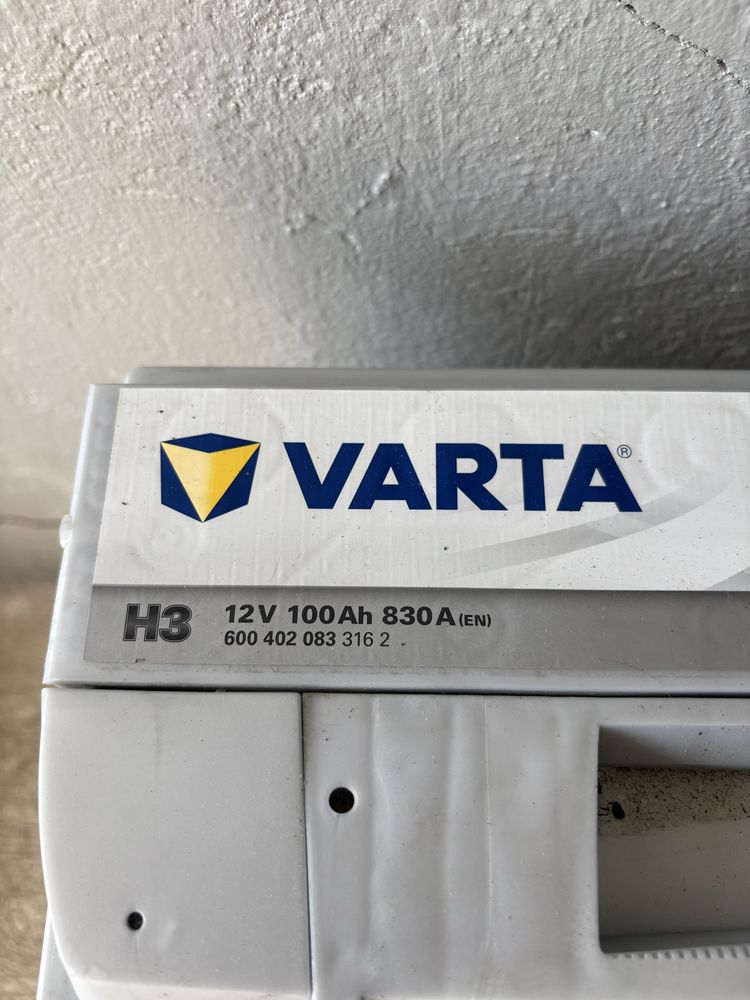 VARTA®
H3 12V 100Ah 830A (EN)
600 402 083 316 2